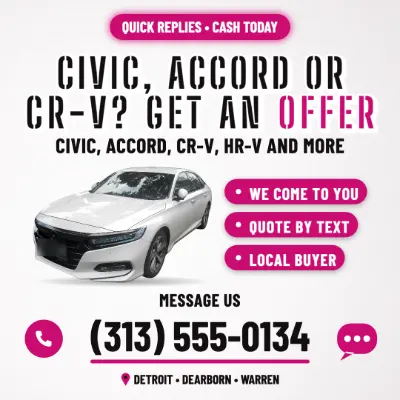 QUICK REPLIES • CASH TODAY
CIVIC, ACCORD OR
CR-V? GET AN OFFER
CIVIC, ACCORD, CR-V, HR-V AND MORE
• WE COME TO YOU
• QUOTE BY TEXT
• LOCAL BUYER
MESSAGE US
(313) 555-0134
DETROIT • DEARBORN • WARREN